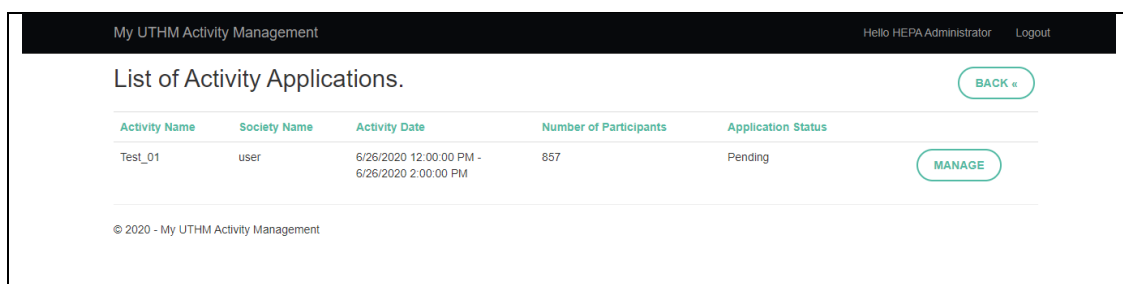 My UTHM Activity Management Hello HEPA Administrator Logout
List of Activity Applications. BACK «
Activity Name Society Name Activity Date Number of Participants Application Status
Test_01 user 6/26/2020 12:00:00 PM - 857 Pending MANAGE
6/26/2020 2:00:00 PM
© 2020 - My UTHM Activity Management